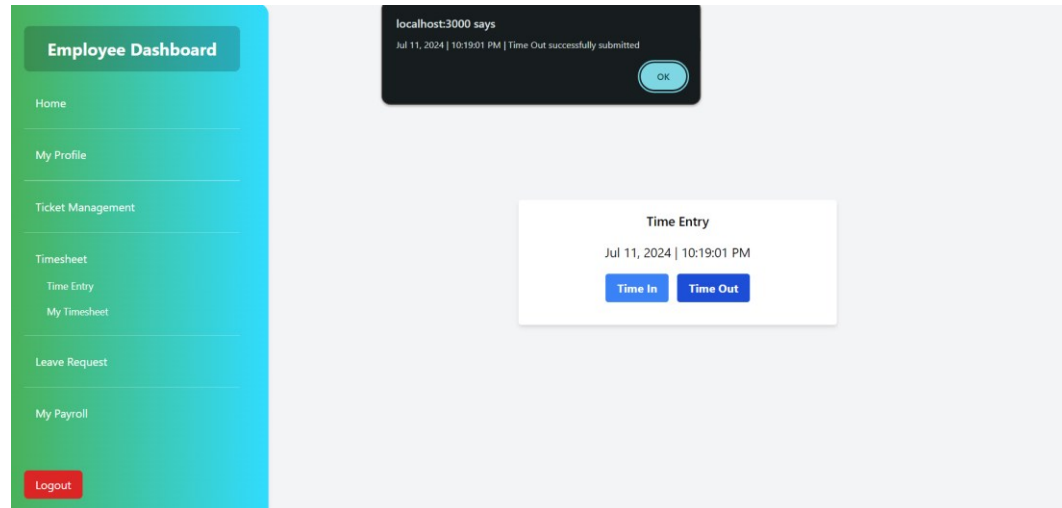 Employee Dashboard
Home
My Profile
Ticket Management
Timesheet
Time Entry
My Timesheet
Leave Request
My Payroll
Logout
localhost:3000 says
Jul 11, 2024 | 10:19:01 PM | Time Out successfully submitted
OK
Time Entry
Jul 11, 2024 | 10:19:01 PM
Time In Time Out